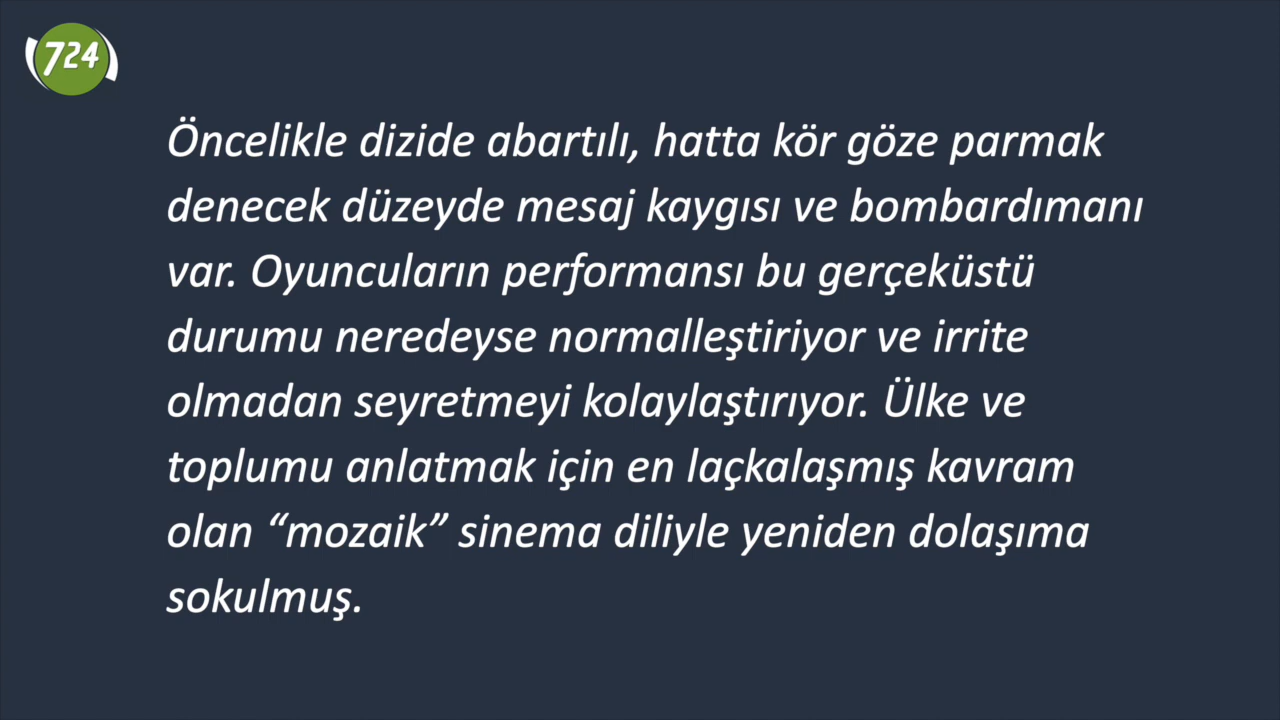 724
Öncelikle dizide abartılı, hatta kör göze parmak
denecek düzeyde mesaj kaygısı ve bombardımanı
var. Oyuncuların performansı bu gerçeküstü
durumu neredeyse normalleştiriyor ve irrite
olmadan seyretmeyi kolaylaştırıyor. Ülke ve
toplumu anlatmak için en laçkalaşmış kavram
olan “mozaik” sinema diliyle yeniden dolaşıma
sokulmuş.